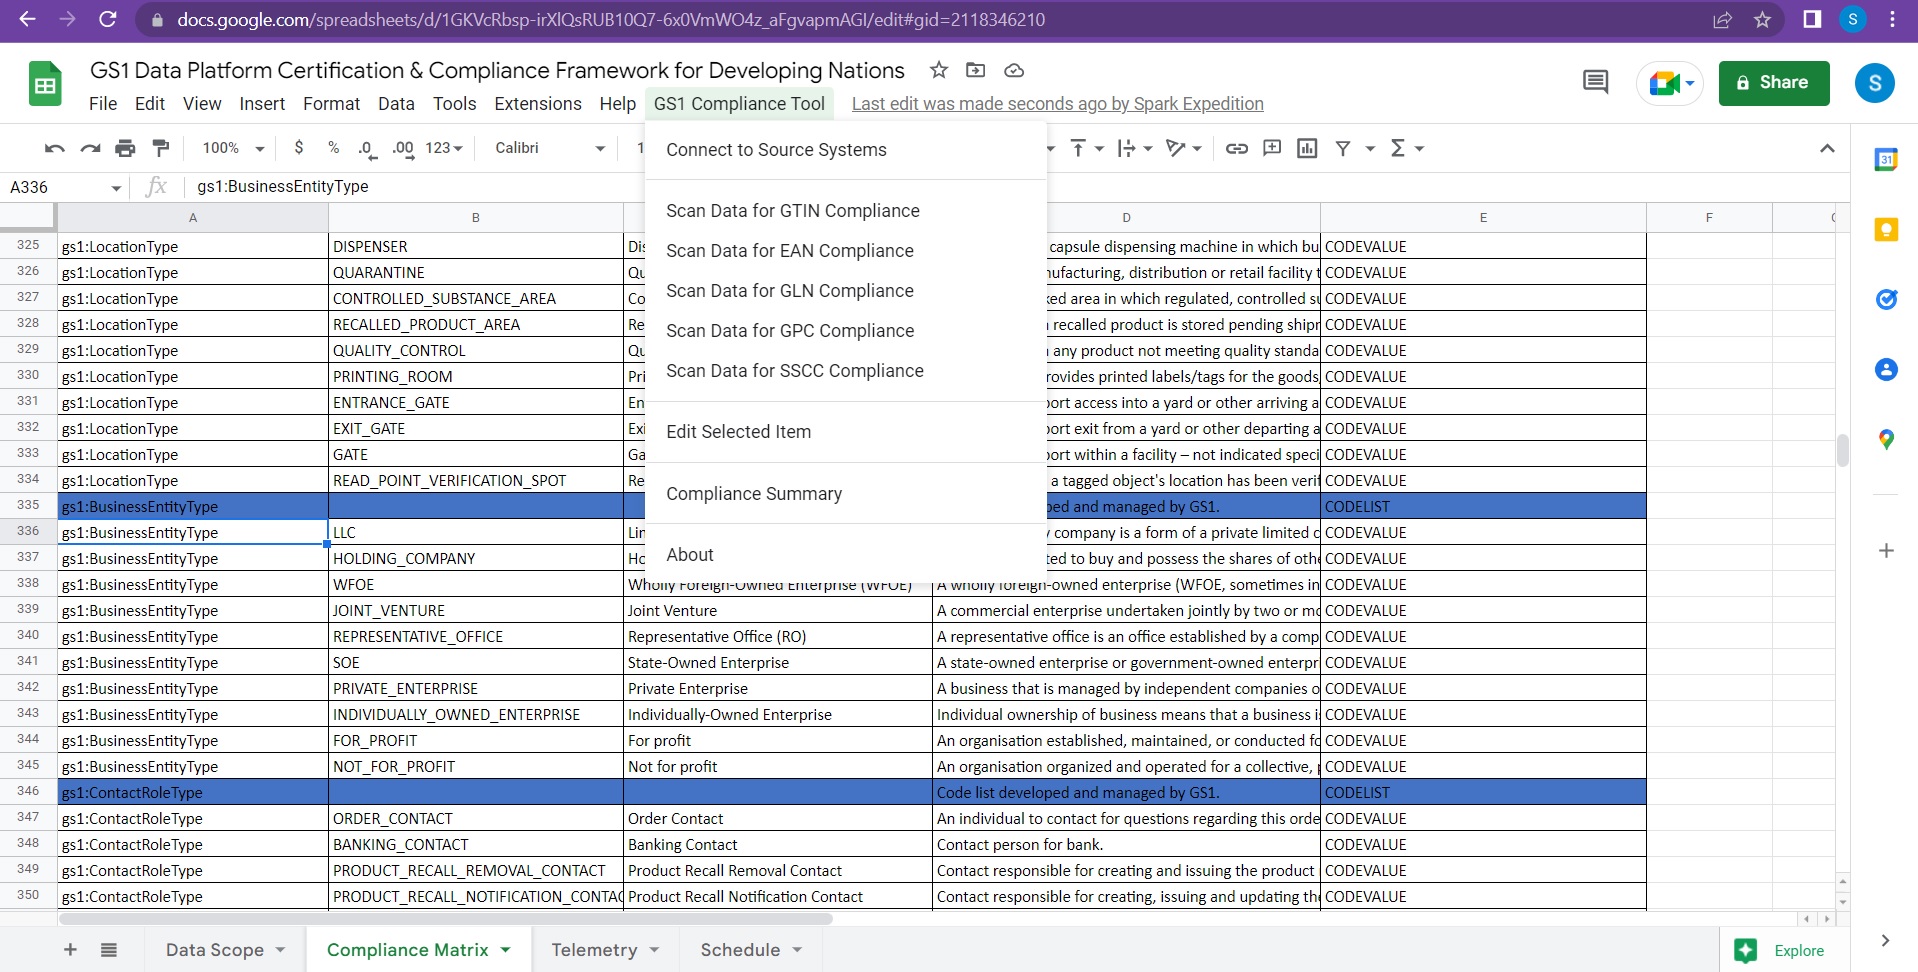 docs.google.com/spreadsheets/d/1GKVcRbsp-irXlQsRUB10Q7-6x0VmWO4z_aFgvapmAGI/edit#gid=2118346210
S
GS1 Data Platform Certification & Compliance Framework for Developing Nations
File Edit View Insert Format Data Tools Extensions Help GS1 Compliance Tool Last edit was made seconds ago by Spark Expedition
Share
S
100% $ % .0 .00 123 Calibri 1
A336 fx gs1:BusinessEntityType
Connect to Source Systems
Scan Data for GTIN Compliance
Scan Data for EAN Compliance
Scan Data for GLN Compliance
Scan Data for GPC Compliance
Scan Data for SSCC Compliance
Edit Selected Item
Compliance Summary
About
A B D E F
325 gs1:LocationType DISPENSER Dis capsule dispensing machine in which bu CODEVALUE
326 gs1:LocationType QUARANTINE Qu nufacturing, distribution or retail facility t CODEVALUE
327 gs1:LocationType CONTROLLED_SUBSTANCE_AREA Co ked area in which regulated, controlled su CODEVALUE
328 gs1:LocationType RECALLED_PRODUCT_AREA Re recalled product is stored pending shipr CODEVALUE
329 gs1:LocationType QUALITY_CONTROL Qu any product not meeting quality standa CODEVALUE
330 gs1:LocationType PRINTING_ROOM Pri rovides printed labels/tags for the goods, CODEVALUE
331 gs1:LocationType ENTRANCE_GATE En port access into a yard or other arriving a CODEVALUE
332 gs1:LocationType EXIT_GATE Exi port exit from a yard or other departing a CODEVALUE
333 gs1:LocationType GATE Ga port within a facility – not indicated speci CODEVALUE
334 gs1:LocationType READ_POINT_VERIFICATION_SPOT Re a tagged object's location has been verif CODEVALUE
335 gs1:BusinessEntityType ped and managed by GS1. CODELIST
336 gs1:BusinessEntityType LLC Lin company is a form of a private limited c CODEVALUE
337 gs1:BusinessEntityType HOLDING_COMPANY Ho ted to buy and possess the shares of othe CODEVALUE
338 gs1:BusinessEntityType WFOE Wholly Foreign-Owned Enterprise (WFOE) A wholly foreign-owned enterprise (WFOE, sometimes in CODEVALUE
339 gs1:BusinessEntityType JOINT_VENTURE Joint Venture A commercial enterprise undertaken jointly by two or mo CODEVALUE
340 gs1:BusinessEntityType REPRESENTATIVE_OFFICE Representative Office (RO) A representative office is an office established by a comp CODEVALUE
341 gs1:BusinessEntityType SOE State-Owned Enterprise A state-owned enterprise or government-owned enterpr CODEVALUE
342 gs1:BusinessEntityType PRIVATE_ENTERPRISE Private Enterprise A business that is managed by independent companies o CODEVALUE
343 gs1:BusinessEntityType INDIVIDUALLY_OWNED_ENTERPRISE Individually-Owned Enterprise Individual ownership of business means that a business i CODEVALUE
344 gs1:BusinessEntityType FOR_PROFIT For profit An organisation established, maintained, or conducted fo CODEVALUE
345 gs1:BusinessEntityType NOT_FOR_PROFIT Not for profit An organisation organized and operated for a collective, CODEVALUE
346 gs1:ContactRoleType Code list developed and managed by GS1. CODELIST
347 gs1:ContactRoleType ORDER_CONTACT Order Contact An individual to contact for questions regarding this orde CODEVALUE
348 gs1:ContactRoleType BANKING_CONTACT Banking Contact Contact person for bank. CODEVALUE
349 gs1:ContactRoleType PRODUCT_RECALL_REMOVAL_CONTACT Product Recall Removal Contact Contact responsible for creating and issuing the product CODEVALUE
350 gs1:ContactRoleType PRODUCT_RECALL_NOTIFICATION_CONTAC Product Recall Notification Contact Contact responsible for creating, issuing and updating the CODEVALUE
31
Data Scope Compliance Matrix Telemetry Schedule Explore